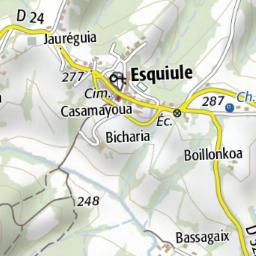 D 24
Jauréguia
Esquiule
277
Cim.
287
Ch.
Casamayoua
Éc.
Bicharia
Boillonkoa
248
Bassagaix